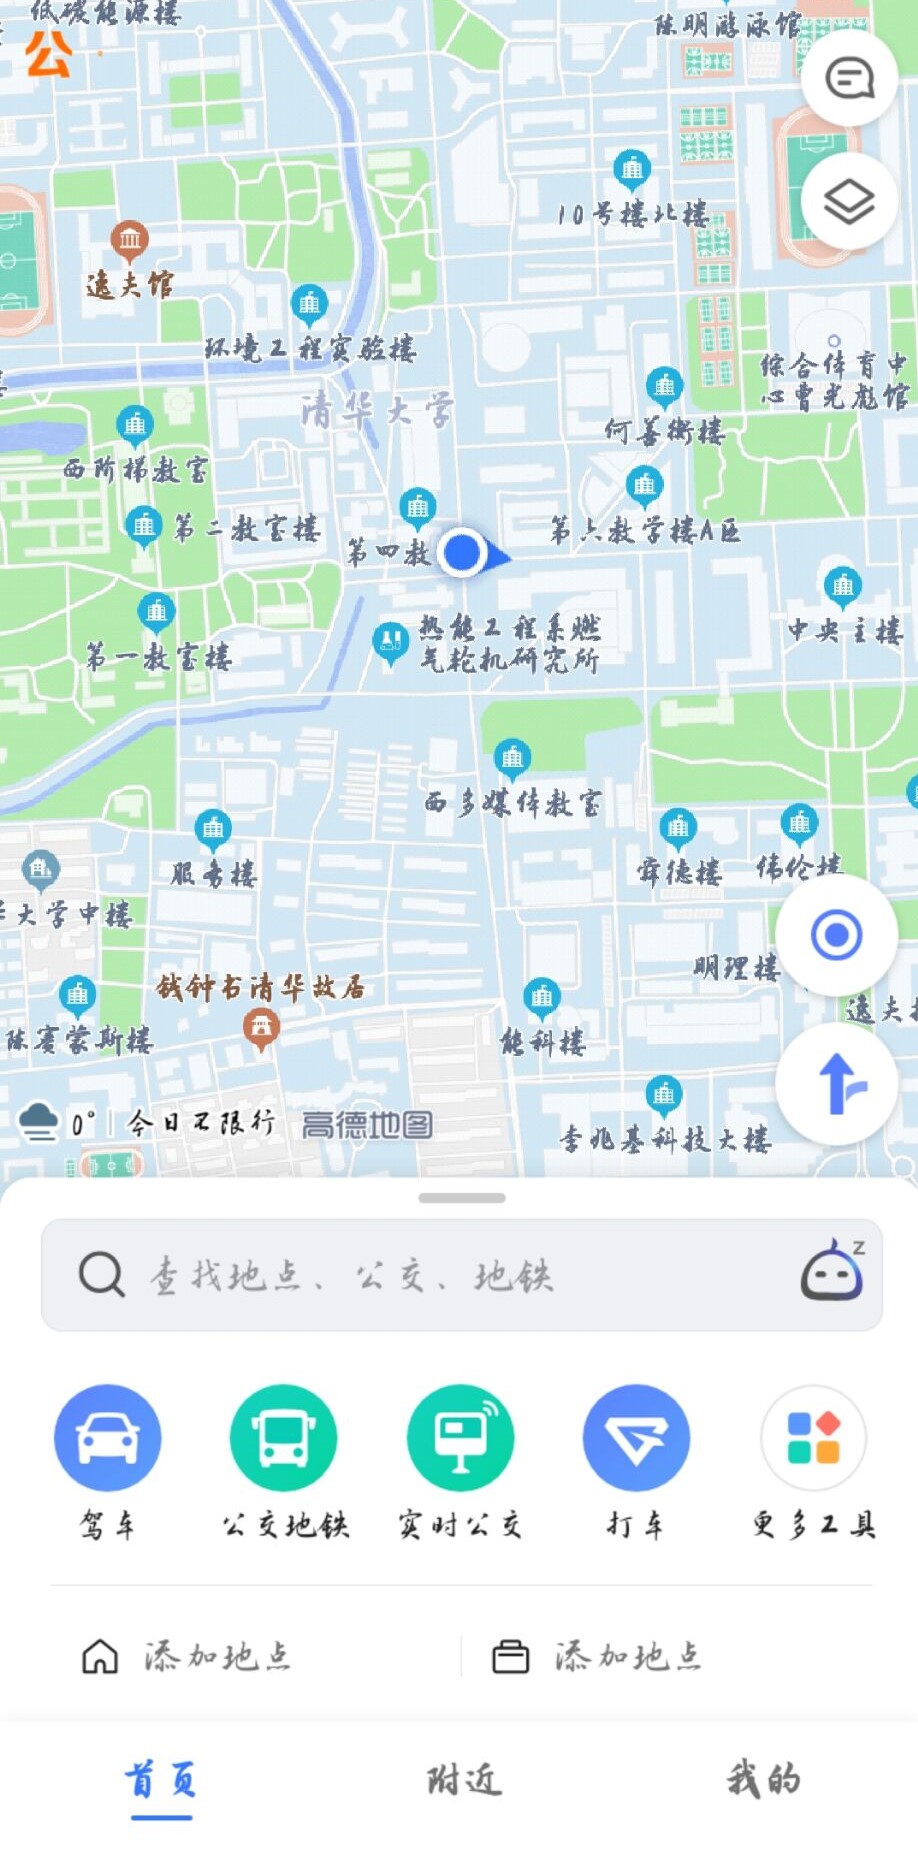 低碳能源楼
陈明游泳馆
公
10号楼北楼
逸夫馆
环境工程实验楼
综合体育中
心曹光彪馆
清华大学
何善衡楼
西阶梯教室
第二教室楼
第六教学楼A区
第四教
热能工程系燃
气轮机研究所
中央主楼
第一教室楼
西多媒体教室
服务楼
舜德楼
伟伦楼
大学中楼
明理楼
钱钟书清华故居
逸夫
陈赛蒙斯楼
能科楼
0°
今日不限行
高德地图
李兆基科技大楼
查找地点、公交、地铁
z
驾车
公交地铁
实时公交
打车
更多工具
添加地点
添加地点
首页
附近
我的